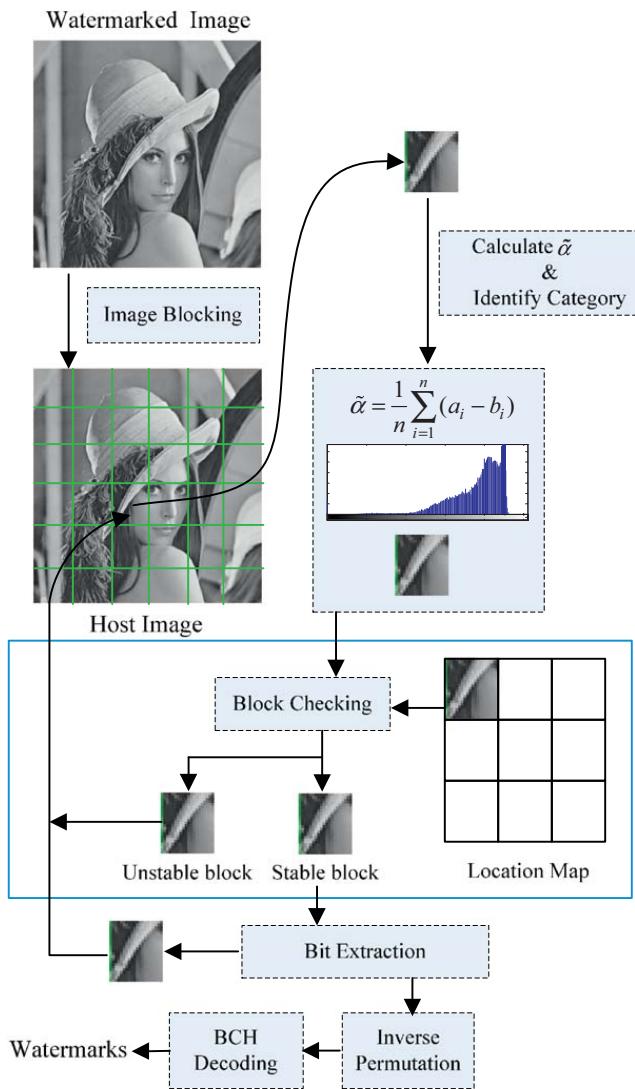 Watermarked Image
Image Blocking
Host Image
Calculate α̃
&
Identify Category
α̃ = 1/n ∑_{i=1}^{n} (a_i − b_i)
Block Checking
Unstable block
Stable block
Location Map
Bit Extraction
Inverse
Permutation
BCH
Decoding
Watermarks